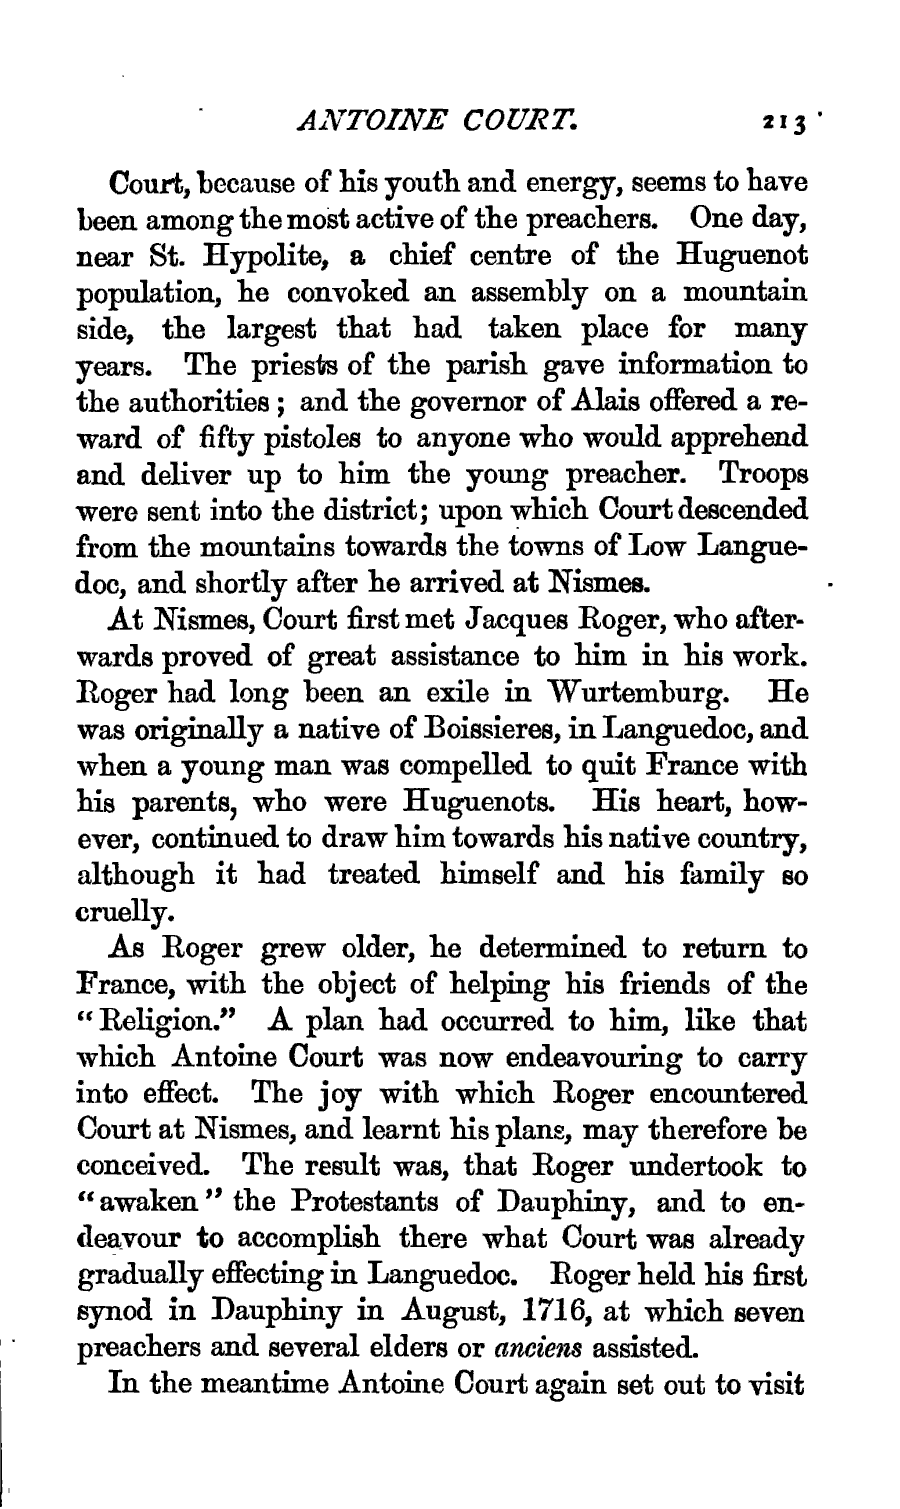 ANTOINE COURT. 213
Court, because of his youth and energy, seems to have
been among the most active of the preachers. One day,
near St. Hypolite, a chief centre of the Huguenot
population, he convoked an assembly on a mountain
side, the largest that had taken place for many
years. The priests of the parish gave information to
the authorities; and the governor of Alais offered a re-
ward of fifty pistoles to anyone who would apprehend
and deliver up to him the young preacher. Troops
were sent into the district; upon which Court descended
from the mountains towards the towns of Low Langue-
doc, and shortly after he arrived at Nismes.
At Nismes, Court first met Jacques Roger, who after-
wards proved of great assistance to him in his work.
Roger had long been an exile in Wurtemburg. He
was originally a native of Boissieres, in Languedoc, and
when a young man was compelled to quit France with
his parents, who were Huguenots. His heart, how-
ever, continued to draw him towards his native country,
although it had treated himself and his family so
cruelly.
As Roger grew older, he determined to return to
France, with the object of helping his friends of the
“Religion.” A plan had occurred to him, like that
which Antoine Court was now endeavouring to carry
into effect. The joy with which Roger encountered
Court at Nismes, and learnt his plans, may therefore be
conceived. The result was, that Roger undertook to
“awaken” the Protestants of Dauphiny, and to en-
deavour to accomplish there what Court was already
gradually effecting in Languedoc. Roger held his first
synod in Dauphiny in August, 1716, at which seven
preachers and several elders or anciens assisted.
In the meantime Antoine Court again set out to visit